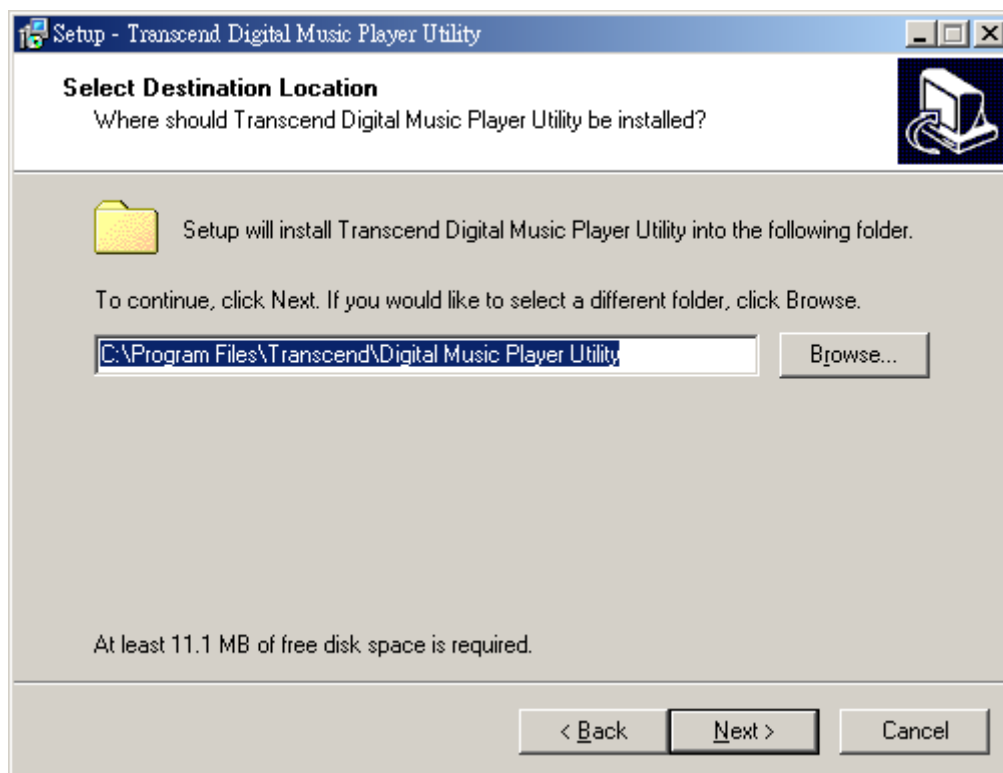 Setup - Transcend Digital Music Player Utility
Select Destination Location
Where should Transcend Digital Music Player Utility be installed?
Setup will install Transcend Digital Music Player Utility into the following folder.
To continue, click Next. If you would like to select a different folder, click Browse.
C:\Program Files\Transcend\Digital Music Player Utility
Browse...
At least 11.1 MB of free disk space is required.
< Back
Next >
Cancel